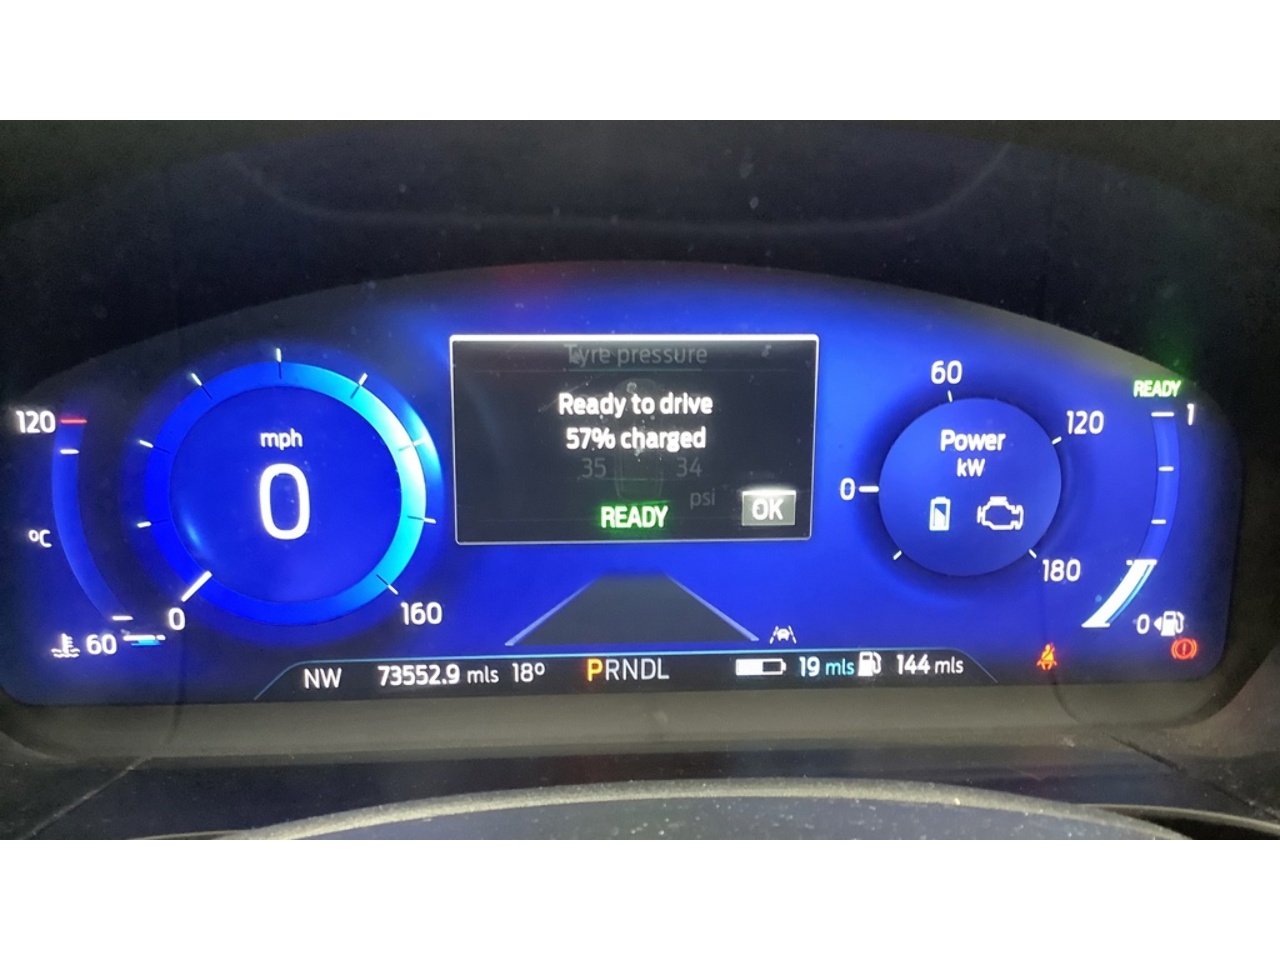 Tyre pressure
Ready to drive
57% charged
35 34
psi
READY OK
120
°C
60
mph
0
0
160
60
120
0
Power
kW
180
READY
1
0
NW 73552.9 mls 18° PRNDL 19 mls 144 mls